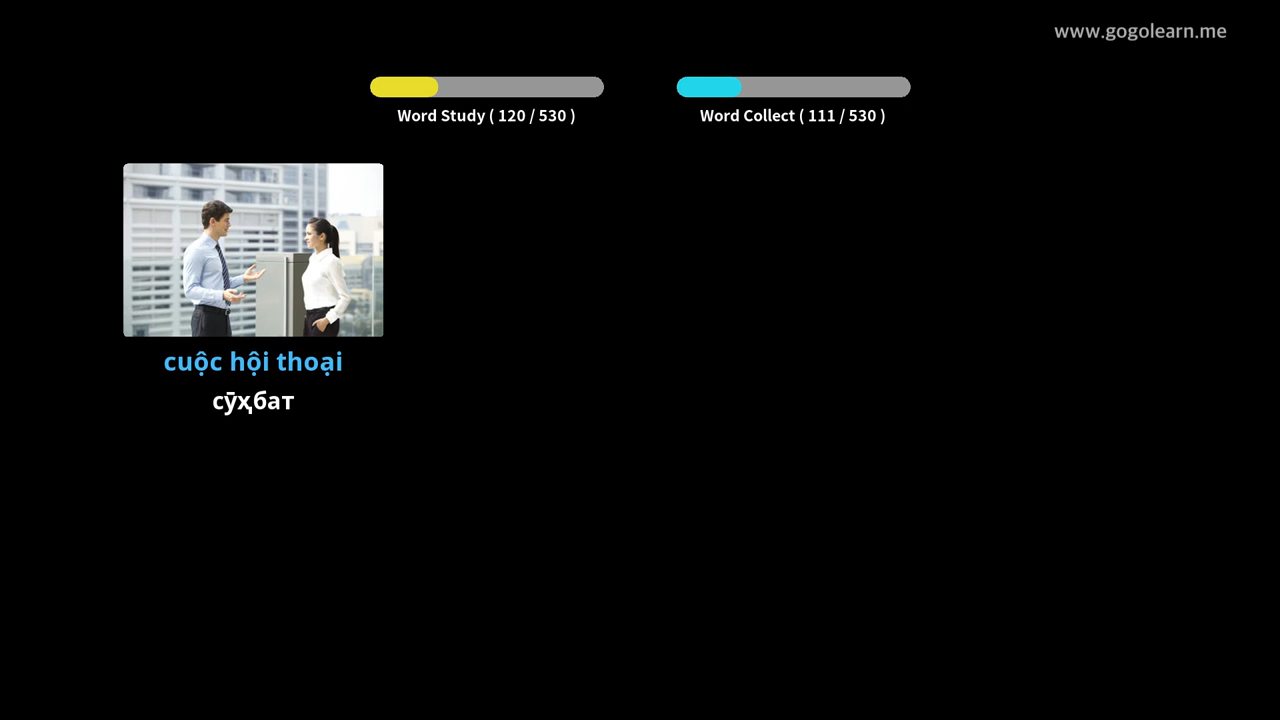 www.gogolearn.me
Word Study ( 120 / 530 )
Word Collect ( 111 / 530 )
cuộc hội thoại
сӯҳбат